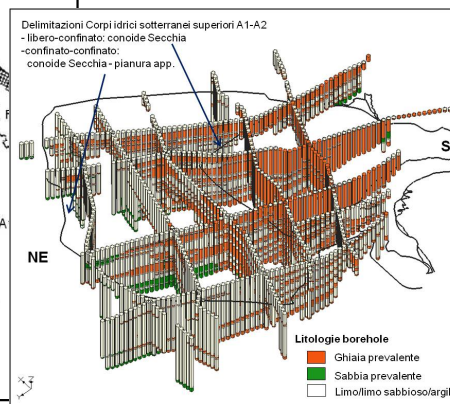 Delimitazioni Corpi idrici sotterranei superiori A1-A2
- libero-confinato: conoide Secchia
-confinato-confinato:
conoide Secchia - pianura app.
S
NE
Litologie borehole
Ghiaia prevalente
Sabbia prevalente
Limo/limo sabbioso/argil